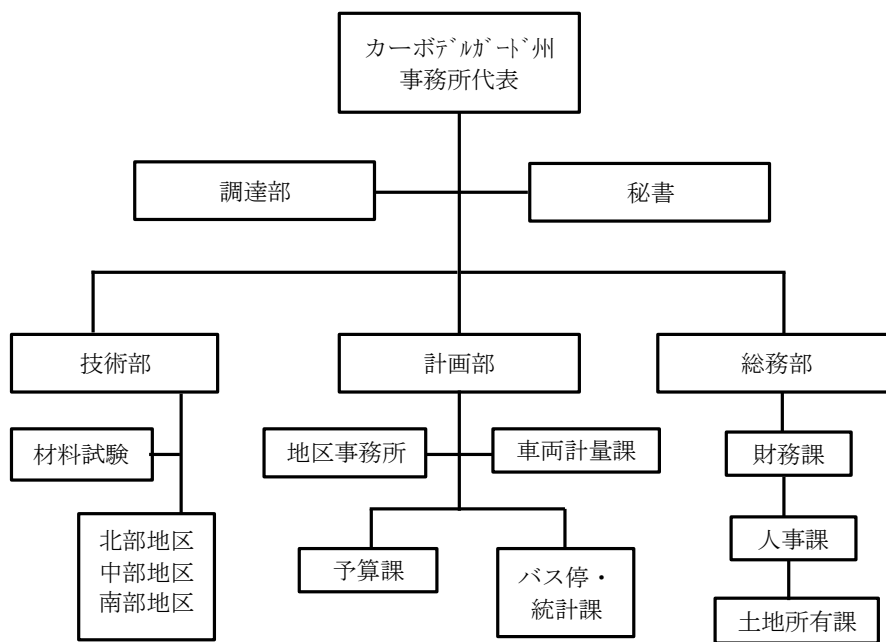 カーボﾃﾞﾙｶﾞｰﾄﾞ州
事務所代表
調達部
秘書
技術部
計画部
総務部
材料試験
地区事務所
車両計量課
財務課
北部地区
中部地区
南部地区
予算課
バス停・
統計課
人事課
土地所有課